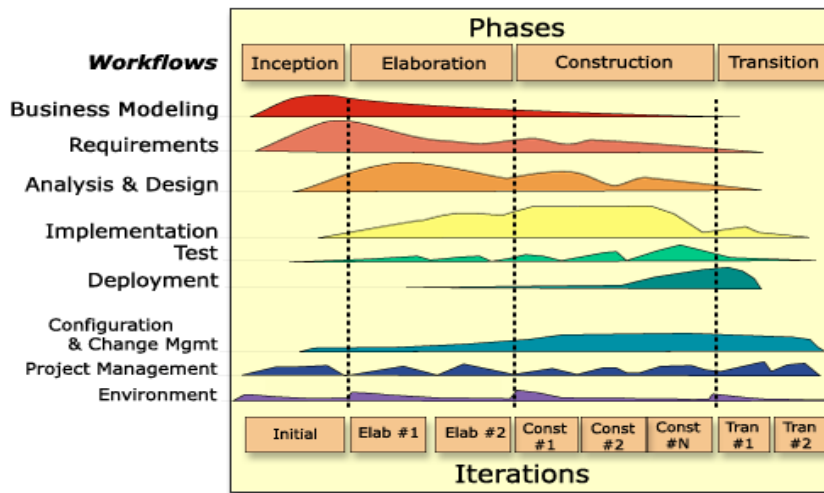 Phases
Workflows
Inception
Elaboration
Construction
Transition
Business Modeling
Requirements
Analysis & Design
Implementation
Test
Deployment
Configuration
& Change Mgmt
Project Management
Environment
Initial
Elab #1
Elab #2
Const
#1
Const
#2
Const
#N
Tran
#1
Tran
#2
Iterations